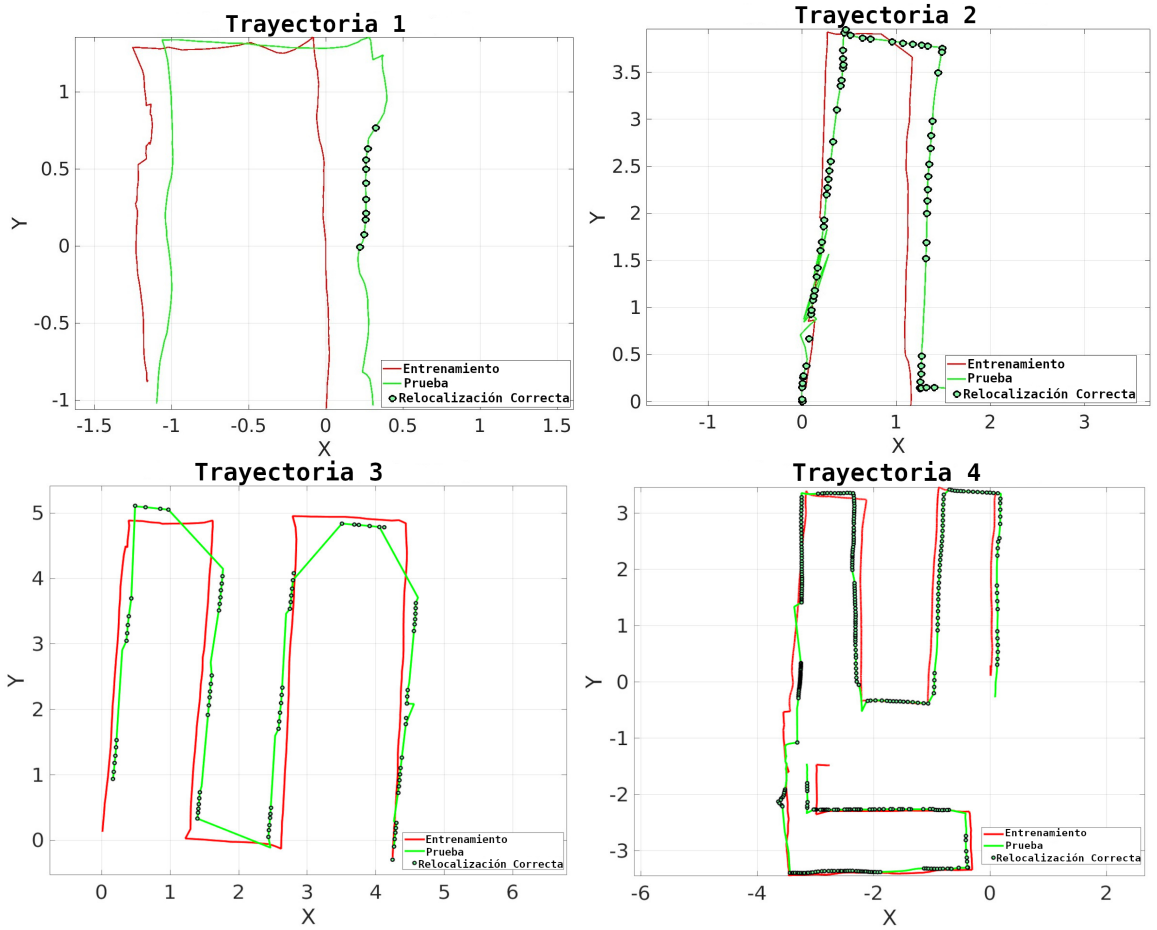 Trayectoria 1
1
0.5
0
-0.5
-1
Y
-1.5
-1
-0.5
0
0.5
1
1.5
X
Entrenamiento
Prueba
Relocalización Correcta
Trayectoria 2
3.5
3
2.5
2
1.5
1
0.5
0
Y
-1
0
1
2
3
X
Entrenamiento
Prueba
Relocalización Correcta
Trayectoria 3
5
4
3
2
1
0
Y
0
1
2
3
4
5
6
X
Entrenamiento
Prueba
Relocalización Correcta
Trayectoria 4
3
2
1
0
-1
-2
-3
Y
-6
-4
-2
0
2
X
Entrenamiento
Prueba
Relocalización Correcta